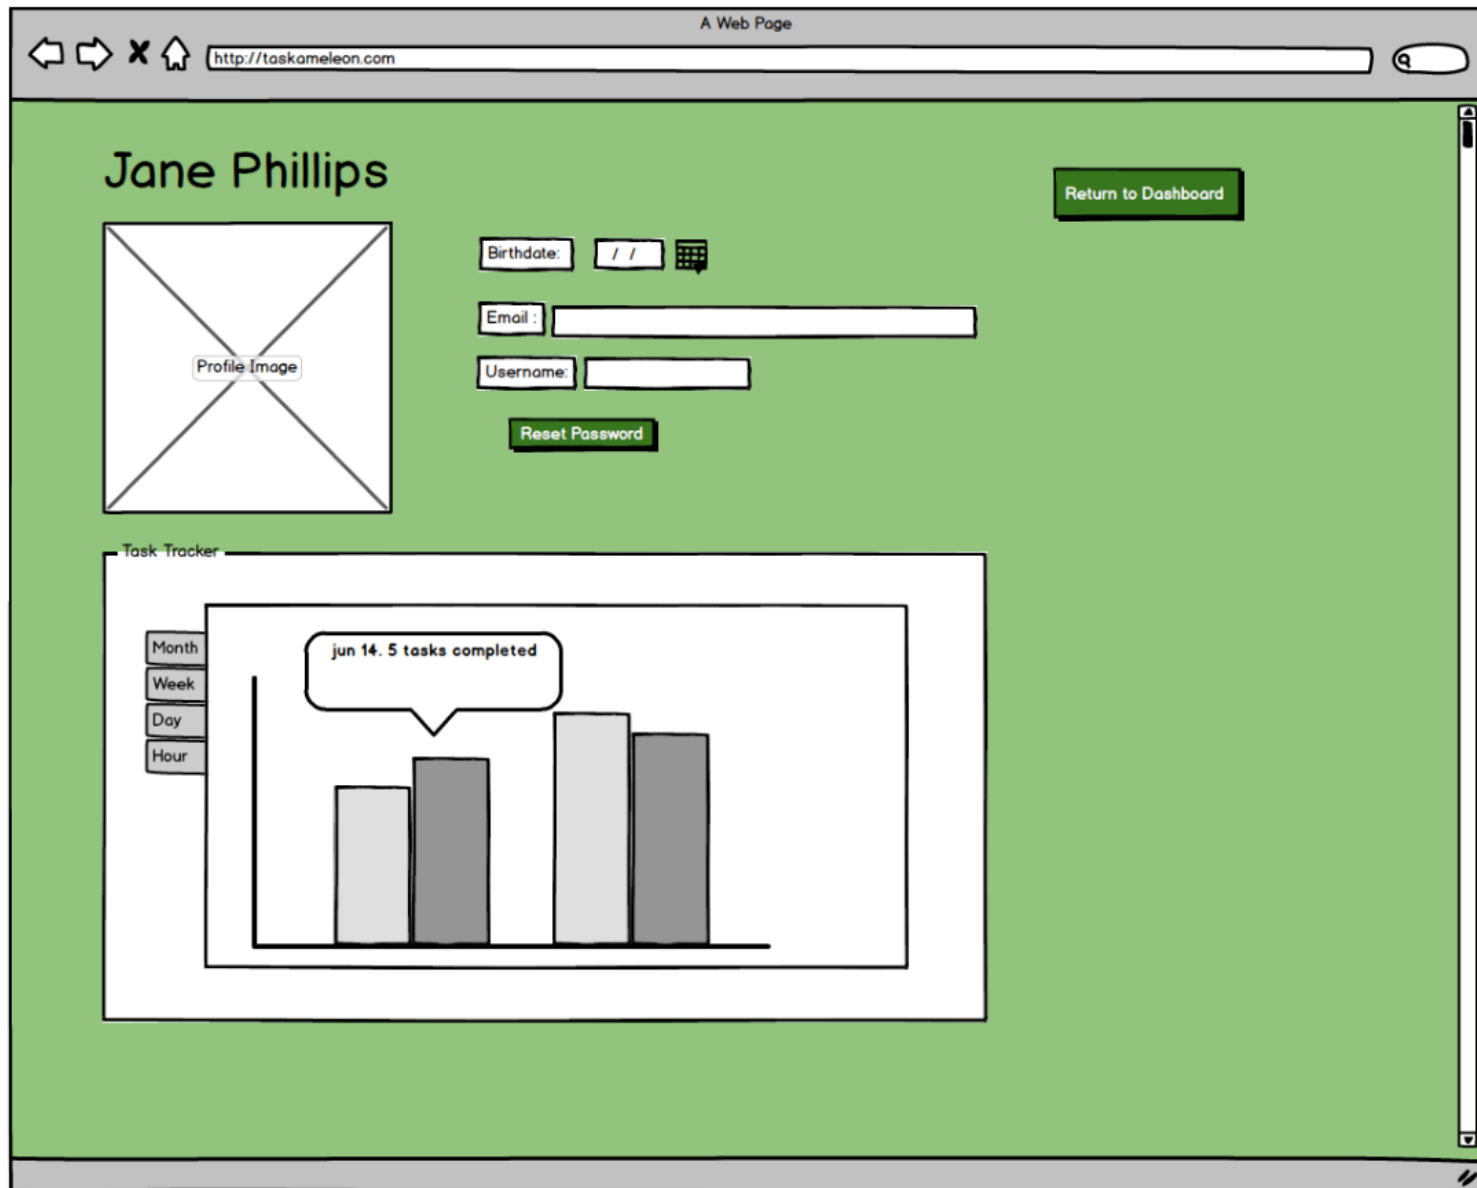 A Web Page
http://taskameleon.com
Jane Phillips
Return to Dashboard
Birthdate: / /
Email :
Profile Image
Username:
Reset Password
Task Tracker
jun 14. 5 tasks completed
Month
Week
Day
Hour